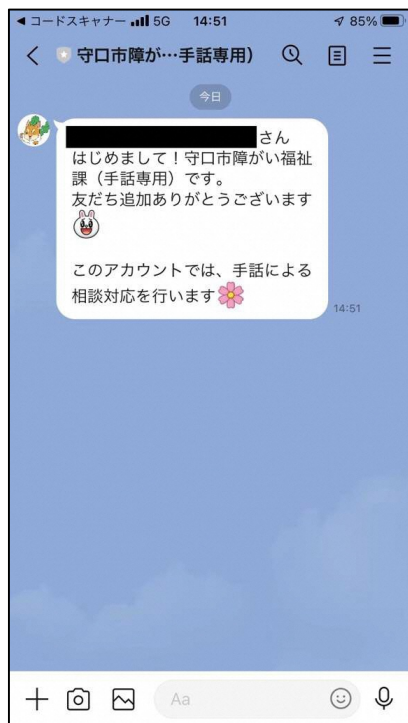 コードスキャナー 5G 14:51 85%
守口市障が…手話専用）
今日
さん
はじめまして！守口市障がい福祉
課（手話専用）です。
友だち追加ありがとうございます
このアカウントでは、手話による
相談対応を行います
14:51
Aa